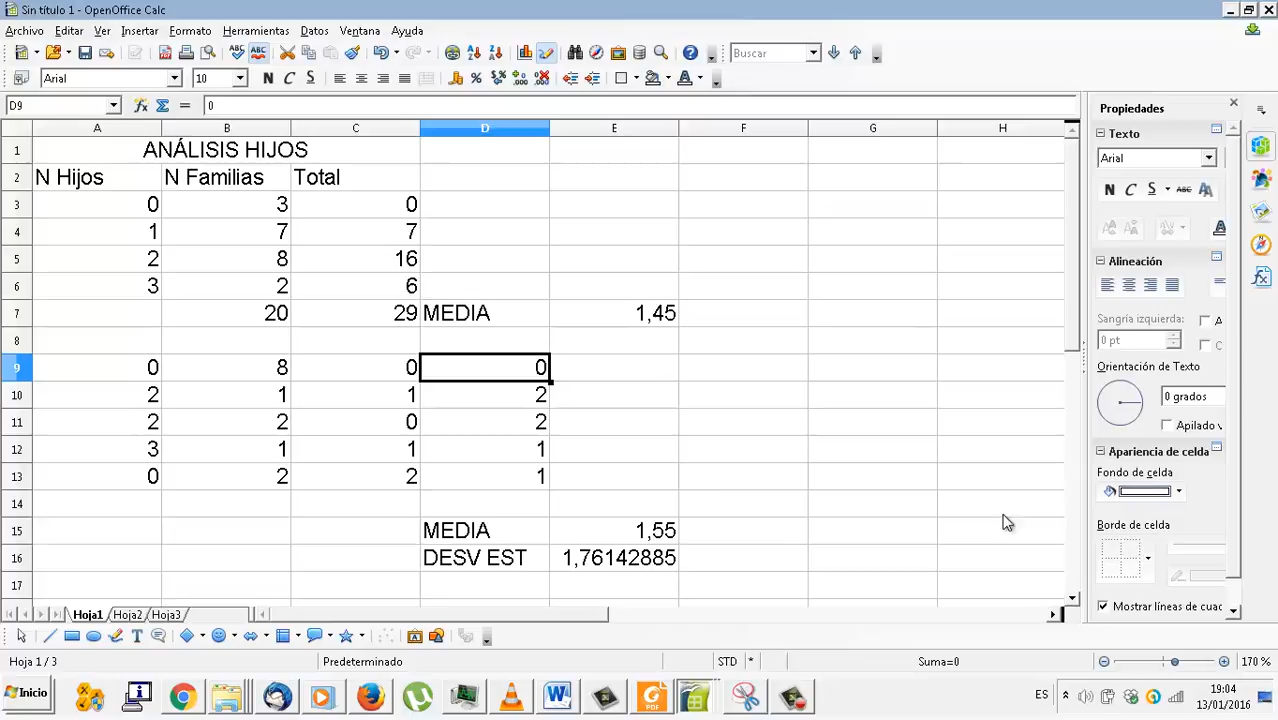 Sin título 1 - OpenOffice Calc
Archivo Editar Ver Insertar Formato Herramientas Datos Ventana Ayuda
Buscar
Arial 10 N C S
D9 0
A B C D E F G H
1 ANÁLISIS HIJOS
2 N Hijos N Familias Total
3 0 3 0
4 1 7 7
5 2 8 16
6 3 2 6
7 20 29 MEDIA 1,45
8
9 0 8 0 0
10 2 1 1 2
11 2 2 0 2
12 3 1 1 1
13 0 2 2 1
14
15 MEDIA 1,55
16 DESV EST 1,76142885
17
Hoja1 Hoja2 Hoja3
Hoja 1 / 3 Predeterminado STD * Suma=0 170 %
Propiedades
Texto
Arial
N C S ABC
Alineación
Sangría izquierda: A
0 pt C
Orientación de Texto
0 grados
Apilado v
Apariencia de celda
Fondo de celda
Borde de celda
Mostrar líneas de cuad
Inicio ES 19:04
13/01/2016